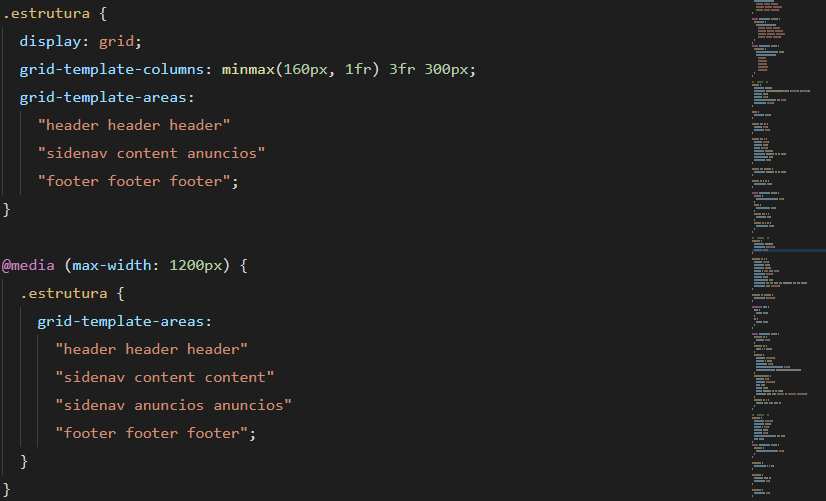 .estrutura {
display: grid;
grid-template-columns: minmax(160px, 1fr) 3fr 300px;
grid-template-areas:
"header header header"
"sidenav content anuncios"
"footer footer footer";
}
@media (max-width: 1200px) {
.estrutura {
grid-template-areas:
"header header header"
"sidenav content content"
"sidenav anuncios anuncios"
"footer footer footer";
}
}